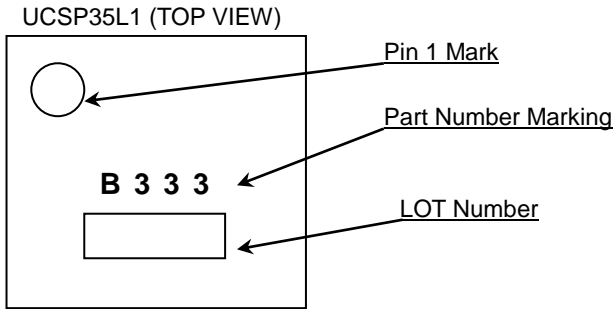 UCSP35L1 (TOP VIEW)
Pin 1 Mark
Part Number Marking
B 3 3 3
LOT Number